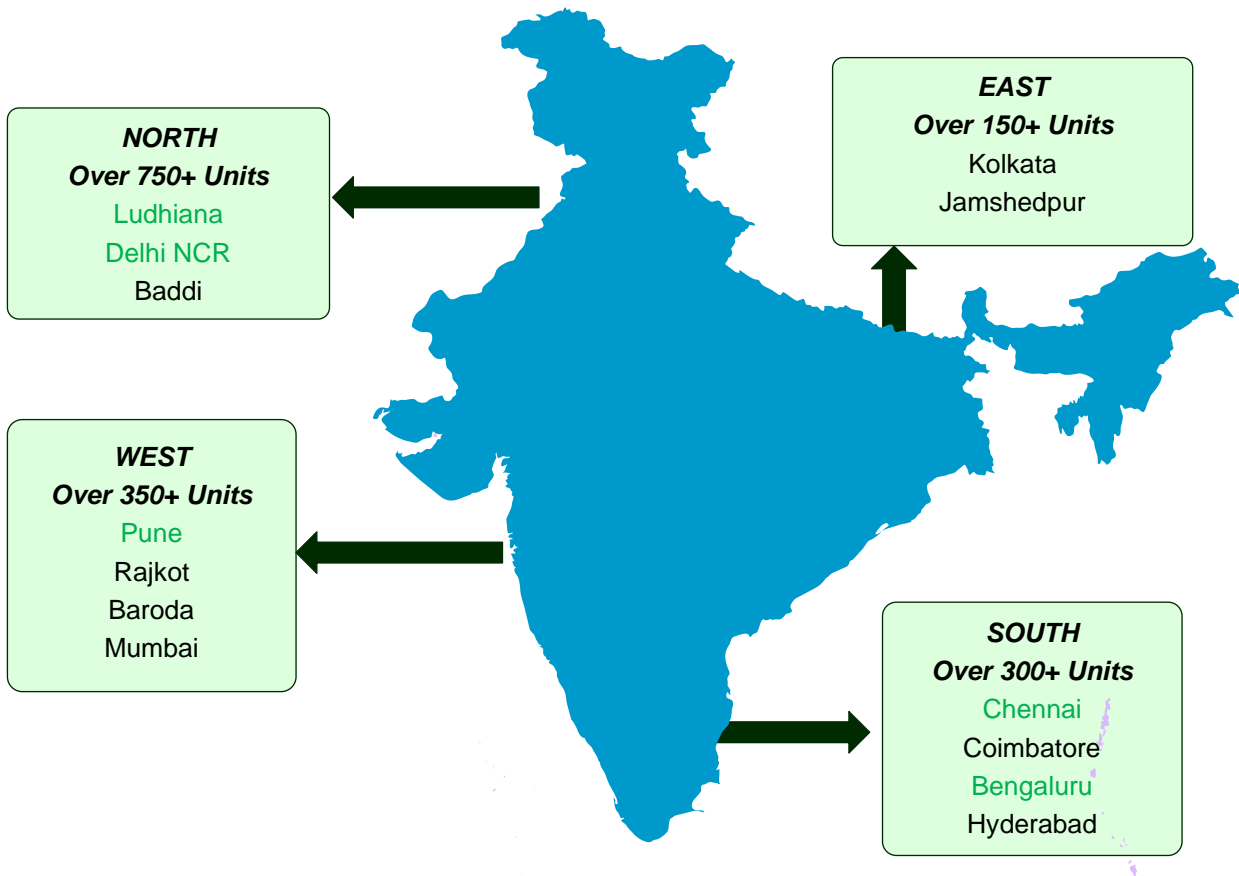 NORTH
Over 750+ Units
Ludhiana
Delhi NCR
Baddi
EAST
Over 150+ Units
Kolkata
Jamshedpur
WEST
Over 350+ Units
Pune
Rajkot
Baroda
Mumbai
SOUTH
Over 300+ Units
Chennai
Coimbatore
Bengaluru
Hyderabad